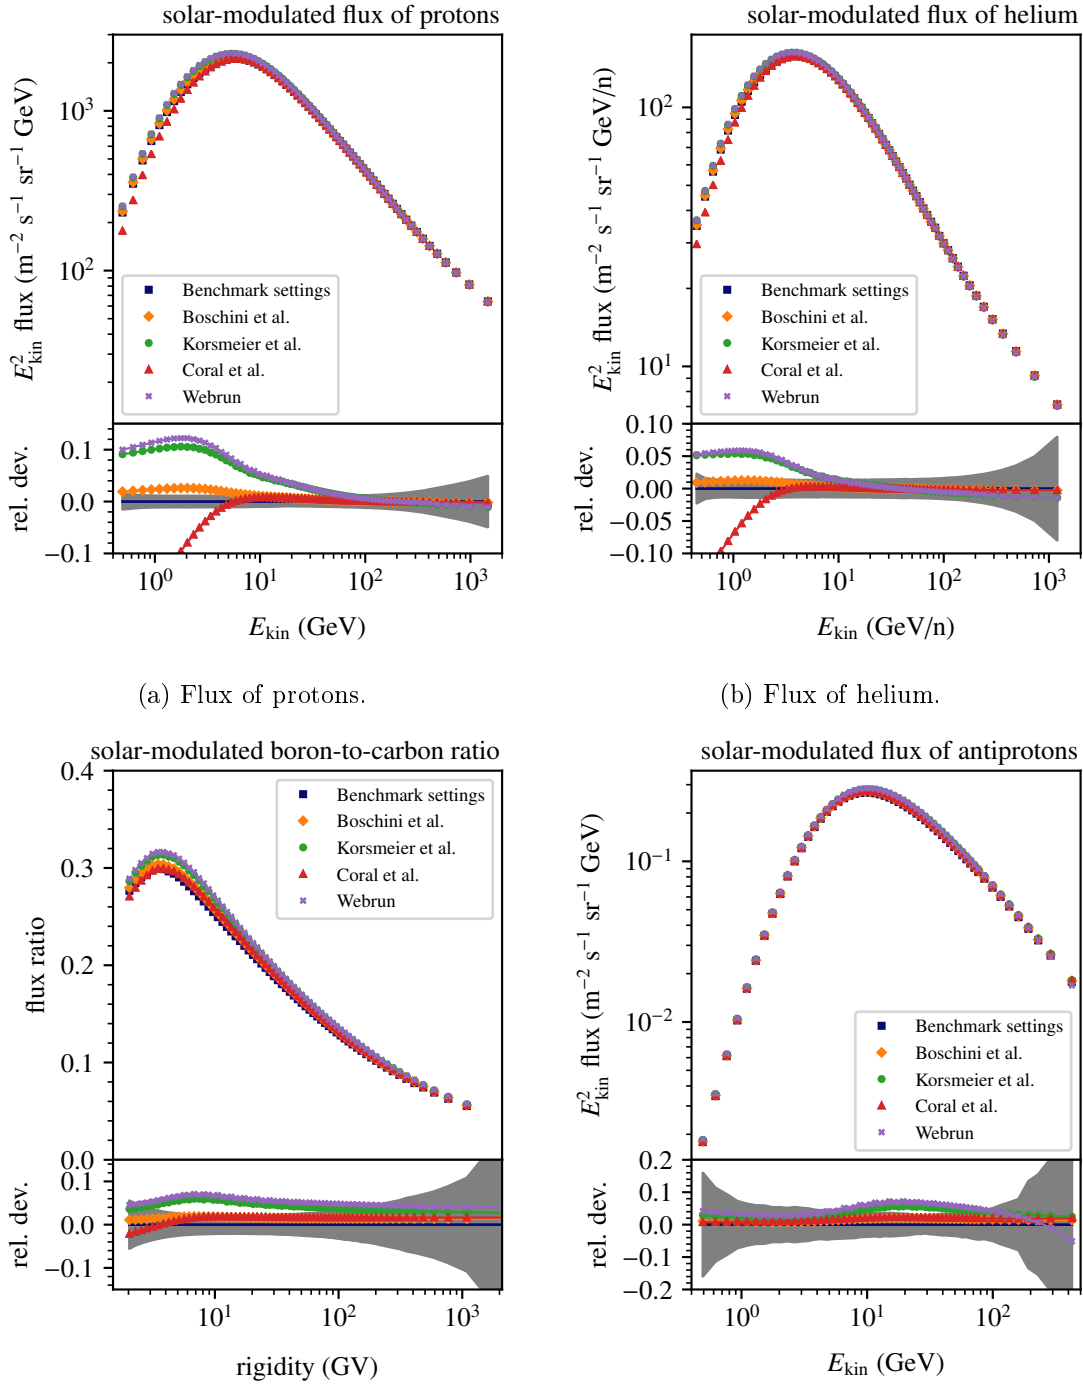 solar-modulated flux of protons
10³
10²
E²kin flux (m⁻² s⁻¹ sr⁻¹ GeV)
Benchmark settings
Boschini et al.
Korsmeier et al.
Coral et al.
Webrun
0.1
0.0
−0.1
rel. dev.
10⁰ 10¹ 10² 10³
Ekin (GeV)
(a) Flux of protons.
solar-modulated flux of helium
10²
10¹
E²kin flux (m⁻² s⁻¹ sr⁻¹ GeV/n)
Benchmark settings
Boschini et al.
Korsmeier et al.
Coral et al.
Webrun
0.10
0.05
0.00
−0.05
−0.10
rel. dev.
10⁰ 10¹ 10² 10³
Ekin (GeV/n)
(b) Flux of helium.
solar-modulated boron-to-carbon ratio
0.4
0.3
0.2
0.1
0.0
flux ratio
Benchmark settings
Boschini et al.
Korsmeier et al.
Coral et al.
Webrun
0.1
0.0
−0.1
rel. dev.
10¹ 10² 10³
rigidity (GV)
solar-modulated flux of antiprotons
10⁻¹
10⁻²
E²kin flux (m⁻² s⁻¹ sr⁻¹ GeV)
Benchmark settings
Boschini et al.
Korsmeier et al.
Coral et al.
Webrun
0.2
0.1
0.0
−0.1
−0.2
rel. dev.
10⁰ 10¹ 10²
Ekin (GeV)